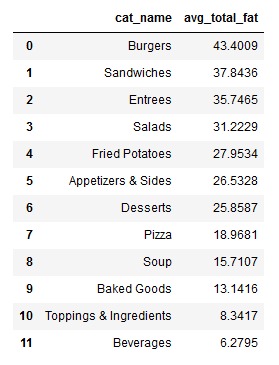 cat_name avg_total_fat
0 Burgers 43.4009
1 Sandwiches 37.8436
2 Entrees 35.7465
3 Salads 31.2229
4 Fried Potatoes 27.9534
5 Appetizers & Sides 26.5328
6 Desserts 25.8587
7 Pizza 18.9681
8 Soup 15.7107
9 Baked Goods 13.1416
10 Toppings & Ingredients 8.3417
11 Beverages 6.2795